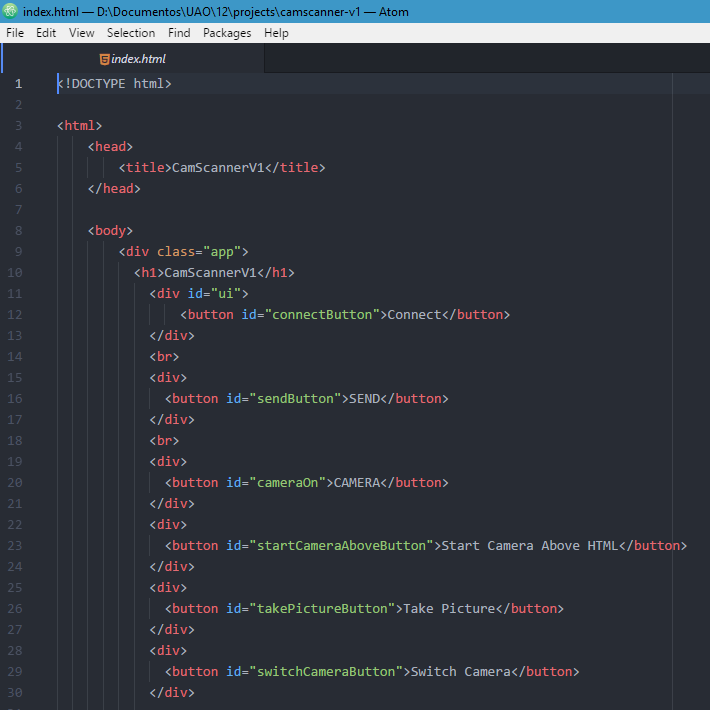 index.html — D:\Documentos\UAO\12\projects\camscanner-v1 — Atom
File Edit View Selection Find Packages Help
index.html
1 <!DOCTYPE html>
2
3 <html>
4 <head>
5 <title>CamScannerV1</title>
6 </head>
7
8 <body>
9 <div class="app">
10 <h1>CamScannerV1</h1>
11 <div id="ui">
12 <button id="connectButton">Connect</button>
13 </div>
14 <br>
15 <div>
16 <button id="sendButton">SEND</button>
17 </div>
18 <br>
19 <div>
20 <button id="cameraOn">CAMERA</button>
21 </div>
22 <div>
23 <button id="startCameraAboveButton">Start Camera Above HTML</button>
24 </div>
25 <div>
26 <button id="takePictureButton">Take Picture</button>
27 </div>
28 <div>
29 <button id="switchCameraButton">Switch Camera</button>
30 </div>